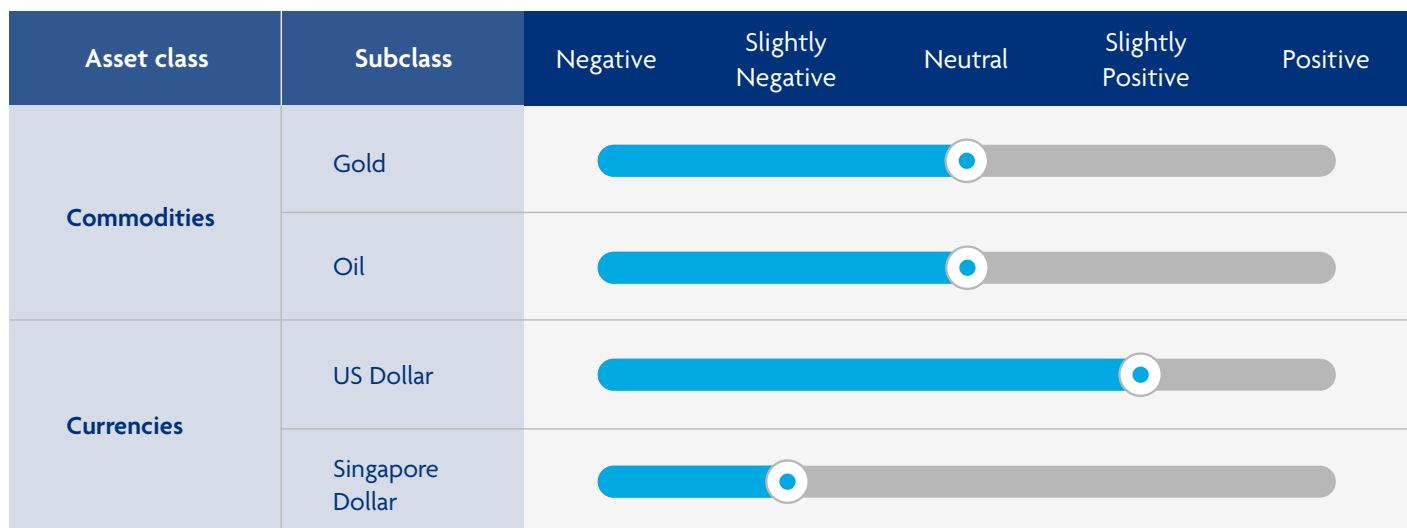 Asset class
Subclass
Negative
Slightly
Negative
Neutral
Slightly
Positive
Positive
Commodities
Gold
Oil
Currencies
US Dollar
Singapore
Dollar